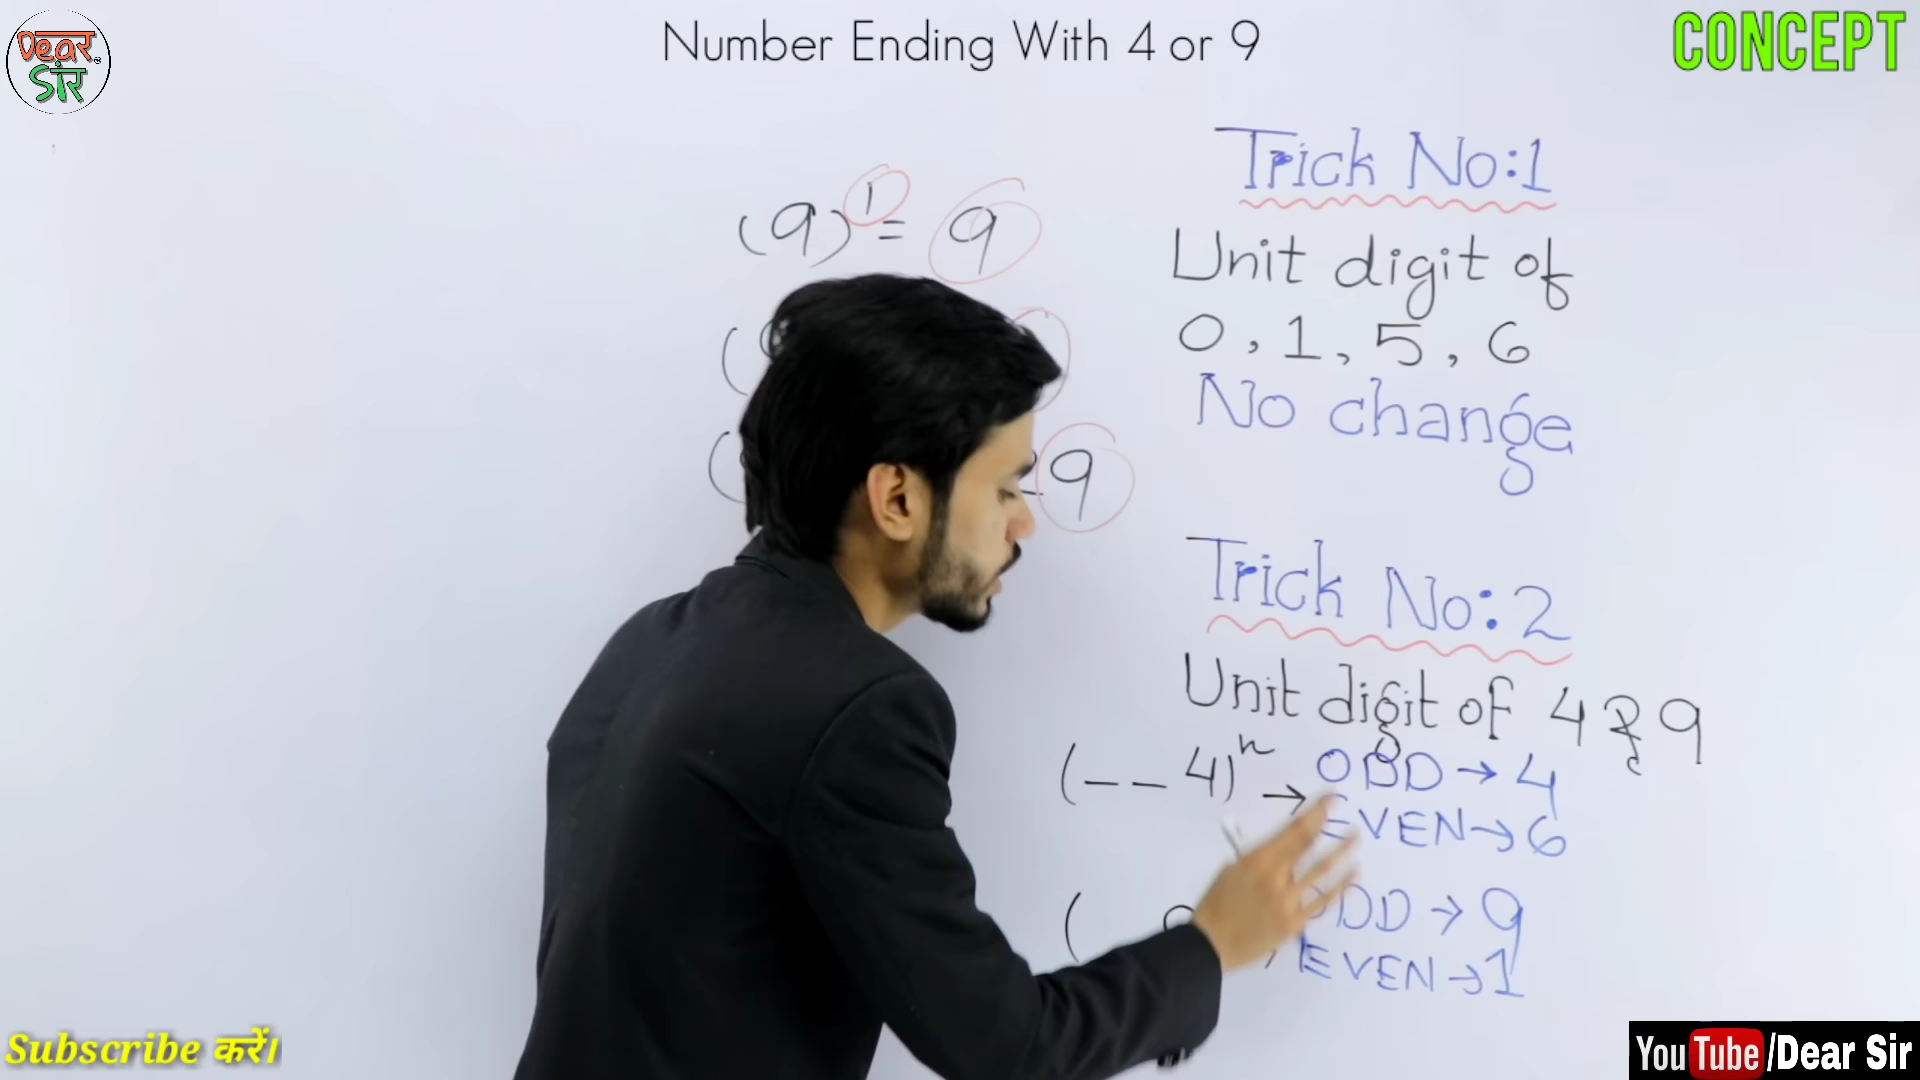 Dear Sir
Number Ending With 4 or 9
CONCEPT
(9)¹ = 9
(
( 9
Trick No:1
Unit digit of
0, 1, 5, 6
No change
Trick No:2
Unit digit of 4 & 9
(_ _ 4)ⁿ → ODD → 4
EVEN → 6
( ODD → 9
EVEN → 1
Subscribe करें।
YouTube/Dear Sir